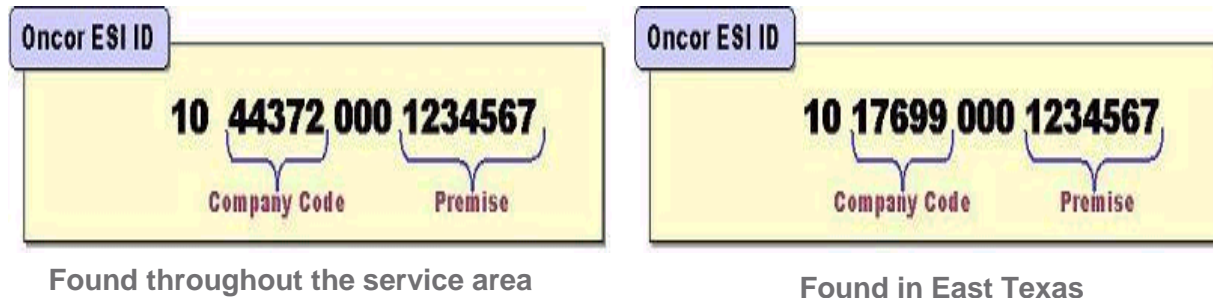 Oncor ESI ID
10 44372 000 1234567
Company Code Premise
Found throughout the service area
Oncor ESI ID
10 17699 000 1234567
Company Code Premise
Found in East Texas